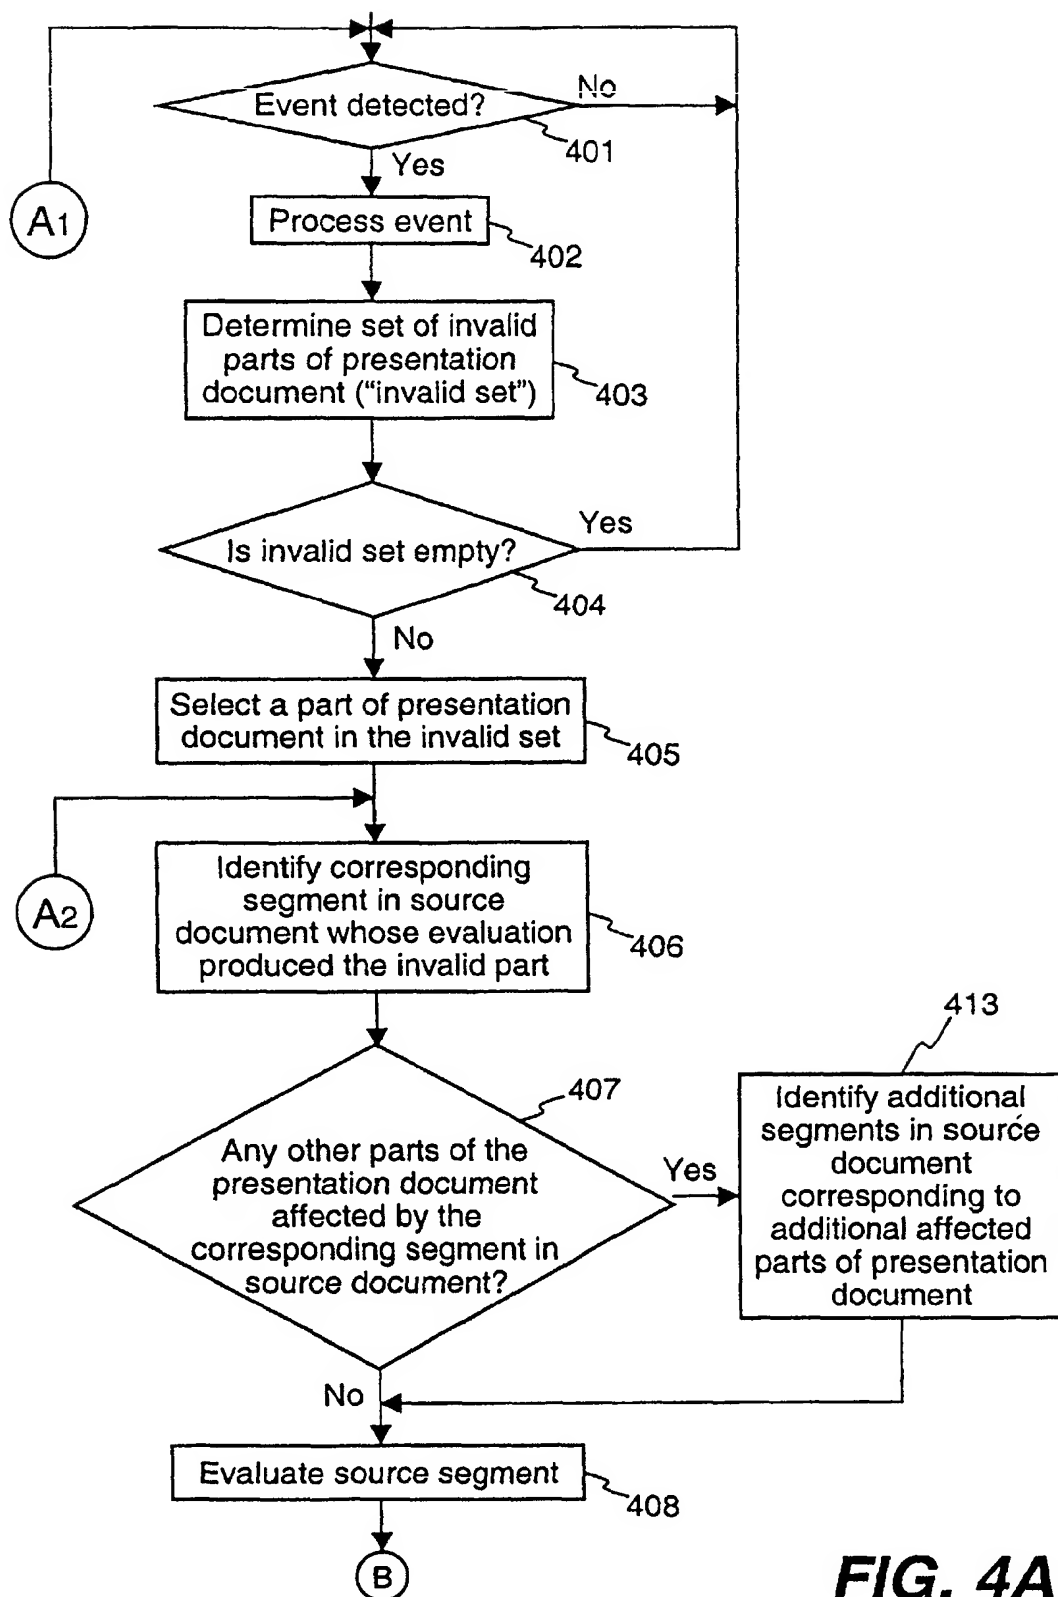 Event detected?
No
401
Yes
A1
Process event
402
Determine set of invalid
parts of presentation
document (“invalid set”)
403
Is invalid set empty?
Yes
404
No
Select a part of presentation
document in the invalid set
405
A2
Identify corresponding
segment in source
document whose evaluation
produced the invalid part
406
407
Any other parts of the
presentation document
affected by the
corresponding segment in
source document?
Yes
413
Identify additional
segments in source
document
corresponding to
additional affected
parts of presentation
document
No
Evaluate source segment
408
B
FIG. 4A